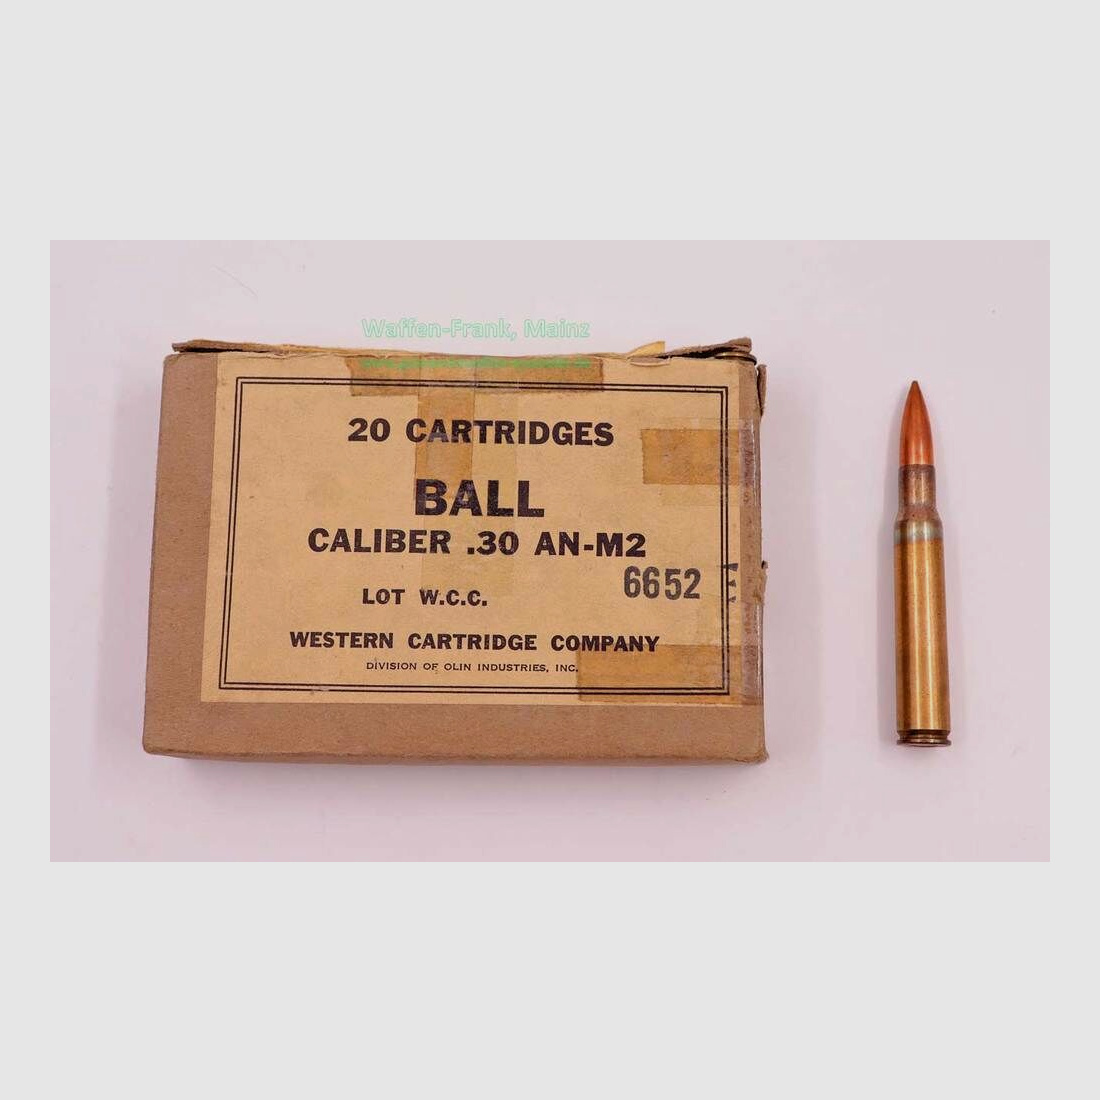 Waffen-Frank, Mainz
20 CARTRIDGES
BALL
CALIBER .30 AN-M2
6652
LOT W.C.C.
WESTERN CARTRIDGE COMPANY
DIVISION OF OLIN INDUSTRIES, INC.